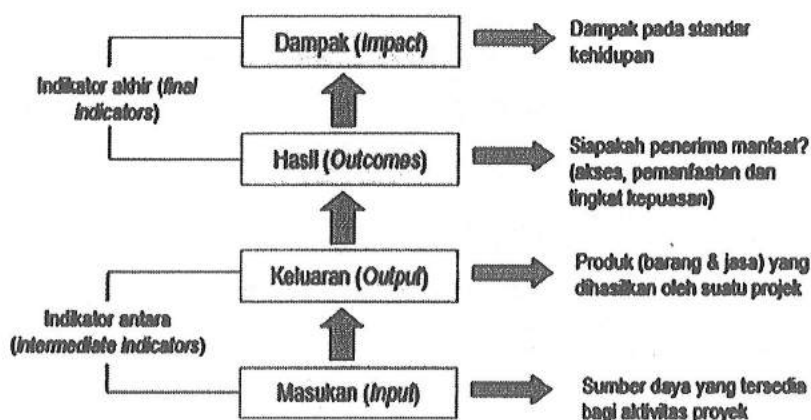 Dampak (Impact)
Dampak pada standar
kehidupan
Indikator akhir (final
indicators)
Hasil (Outcomes)
Siapakah penerima manfaat?
(akses, pemanfaatan dan
tingkat kepuasan)
Keluaran (Output)
Produk (barang & jasa) yang
dihasilkan oleh suatu projek
Indikator antara
(intermediate indicators)
Masukan (Input)
Sumber daya yang tersedia
bagi aktivitas proyek